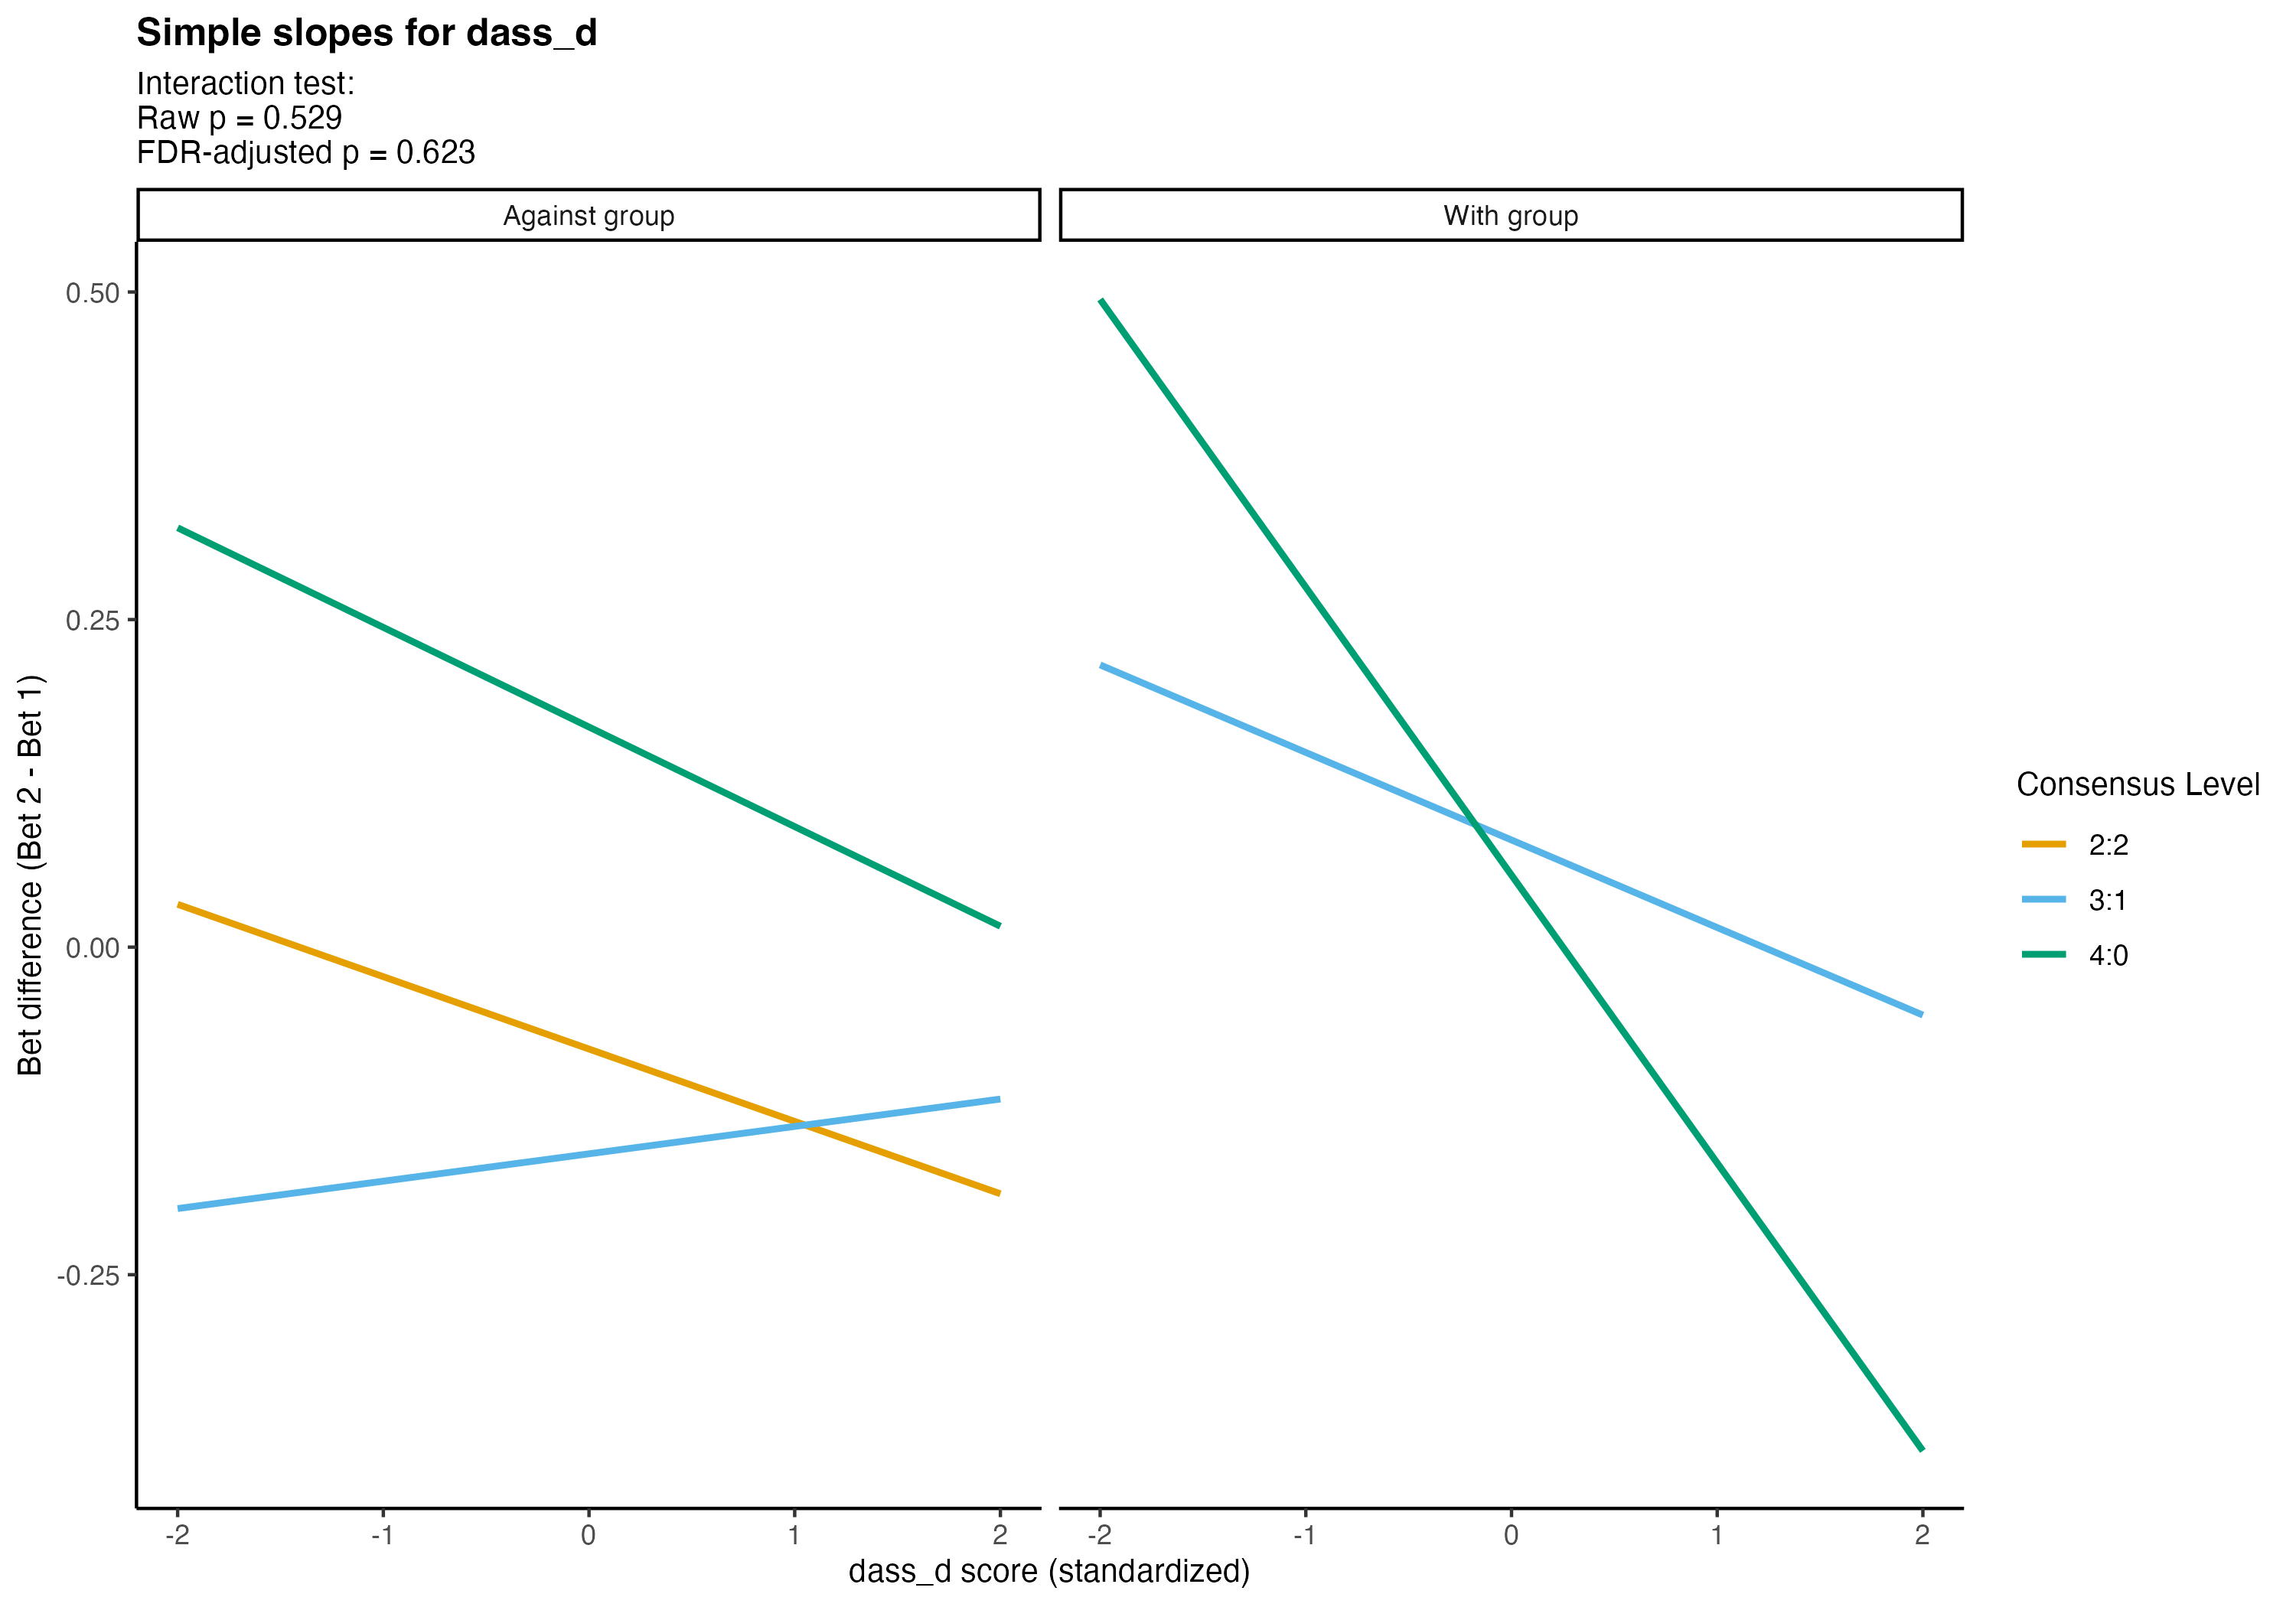 Simple slopes for dass_d
Interaction test:
Raw p = 0.529
FDR-adjusted p = 0.623
Against group
With group
0.50
0.25
0.00
-0.25
Bet difference (Bet 2 - Bet 1)
-2
-1
0
1
2
-2
-1
0
1
2
dass_d score (standardized)
Consensus Level
2:2
3:1
4:0